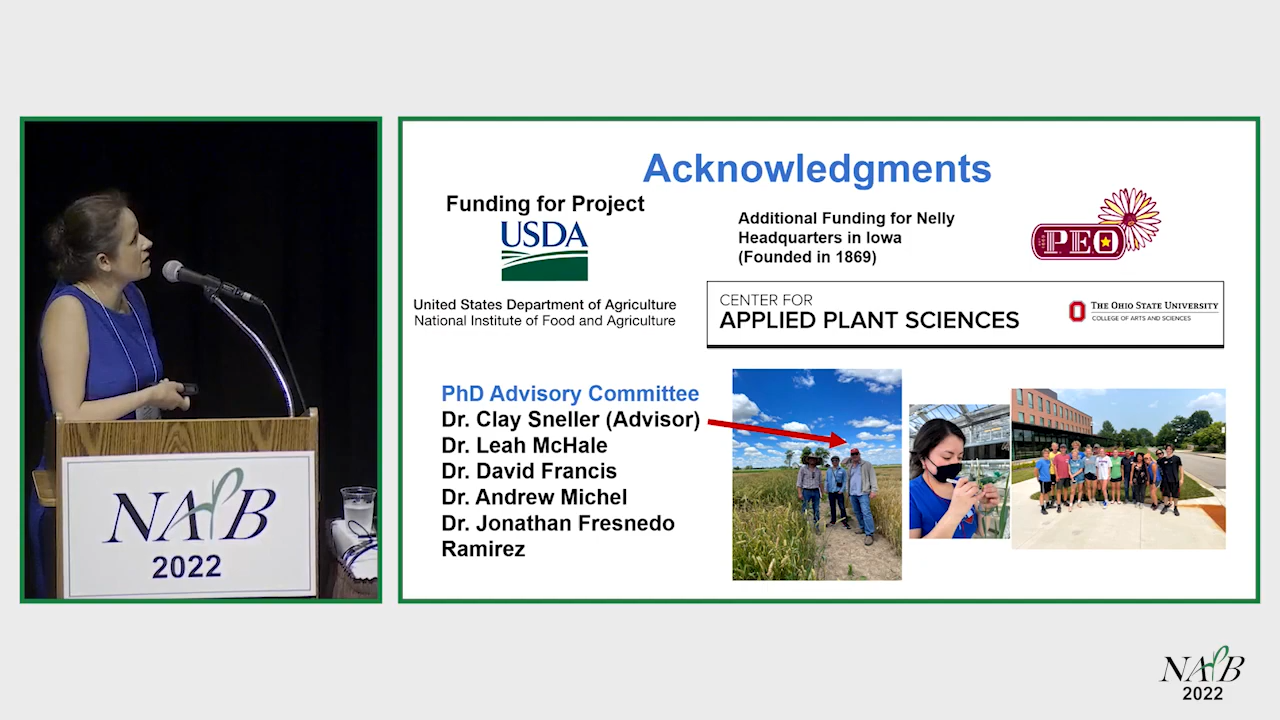 Acknowledgments
Funding for Project
USDA
United States Department of Agriculture
National Institute of Food and Agriculture
Additional Funding for Nelly
Headquarters in Iowa
(Founded in 1869)
PEO
CENTER FOR
APPLIED PLANT SCIENCES
THE OHIO STATE UNIVERSITY
COLLEGE OF ARTS AND SCIENCES
PhD Advisory Committee
Dr. Clay Sneller (Advisor)
Dr. Leah McHale
Dr. David Francis
Dr. Andrew Michel
Dr. Jonathan Fresnedo
Ramirez
NAPB
2022
NAPB
2022